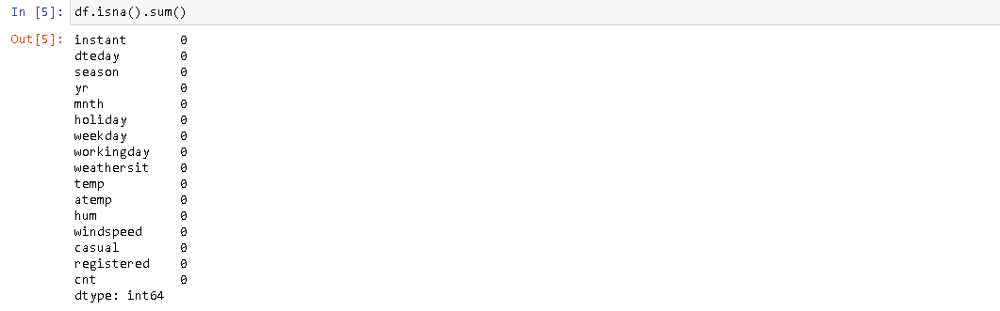 In [5]: df.isna().sum()
Out[5]: instant 0
dteday 0
season 0
yr 0
mnth 0
holiday 0
weekday 0
workingday 0
weathersit 0
temp 0
atemp 0
hum 0
windspeed 0
casual 0
registered 0
cnt 0
dtype: int64